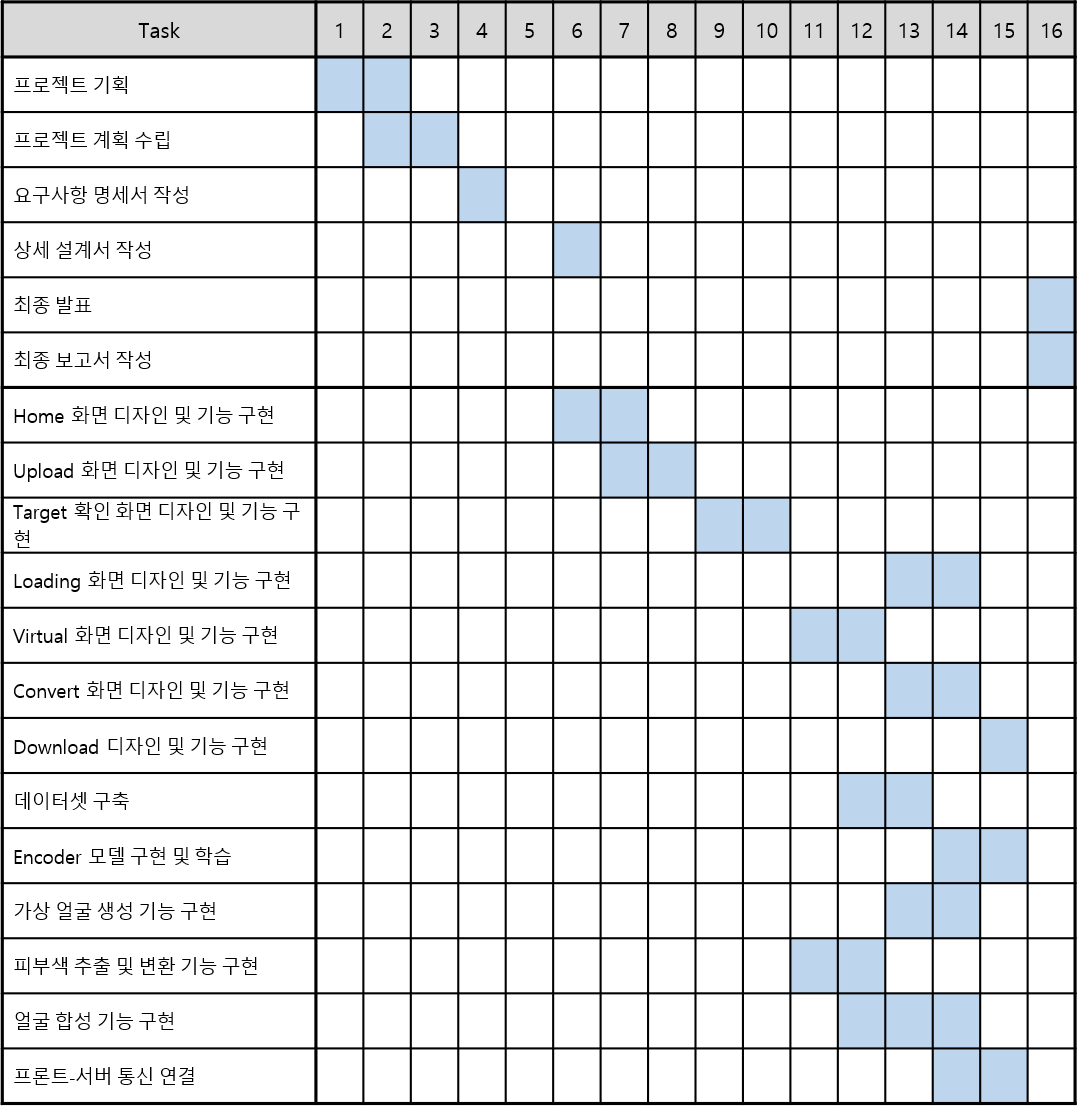 Task 1 2 3 4 5 6 7 8 9 10 11 12 13 14 15 16
프로젝트 기획
프로젝트 계획 수립
요구사항 명세서 작성
상세 설계서 작성
최종 발표
최종 보고서 작성
Home 화면 디자인 및 기능 구현
Upload 화면 디자인 및 기능 구현
Target 확인 화면 디자인 및 기능 구
현
Loading 화면 디자인 및 기능 구현
Virtual 화면 디자인 및 기능 구현
Convert 화면 디자인 및 기능 구현
Download 디자인 및 기능 구현
데이터셋 구축
Encoder 모델 구현 및 학습
가상 얼굴 생성 기능 구현
피부색 추출 및 변환 기능 구현
얼굴 합성 기능 구현
프론트-서버 통신 연결